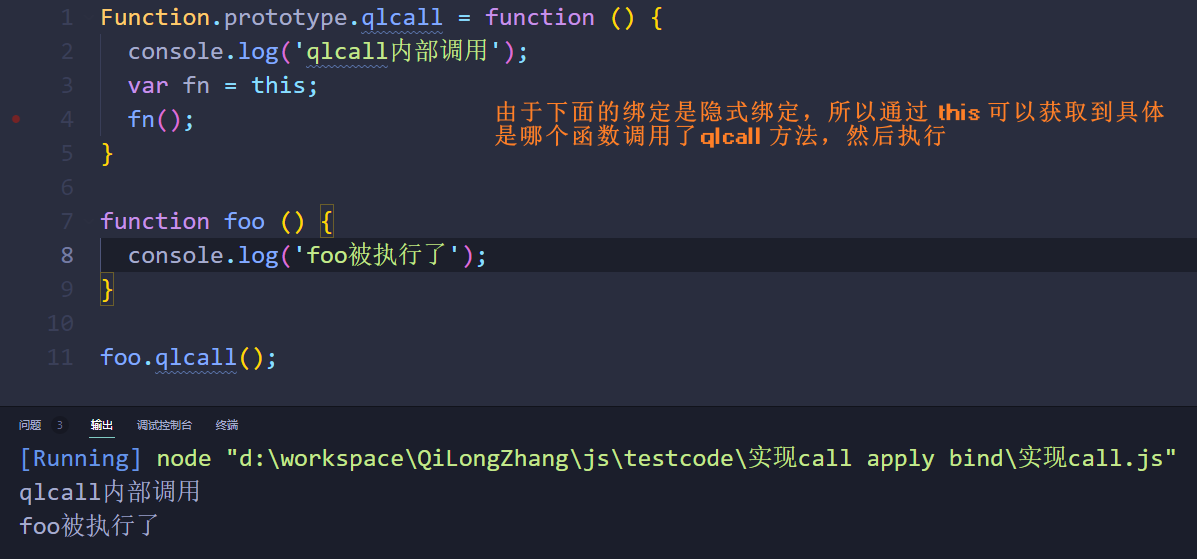 1 Function.prototype.qlcall = function () {
2 console.log('qlcall内部调用');
3 var fn = this;
4 fn();
由于下面的绑定是隐式绑定，所以通过 this 可以获取到具体
是哪个函数调用了qlcall 方法，然后执行
5 }
6
7 function foo () {
8 console.log('foo被执行了');
9 }
10
11 foo.qlcall();
问题 3 输出 调试控制台 终端
[Running] node "d:\workspace\QiLongZhang\js\testcode\实现call apply bind\实现call.js"
qlcall内部调用
foo被执行了